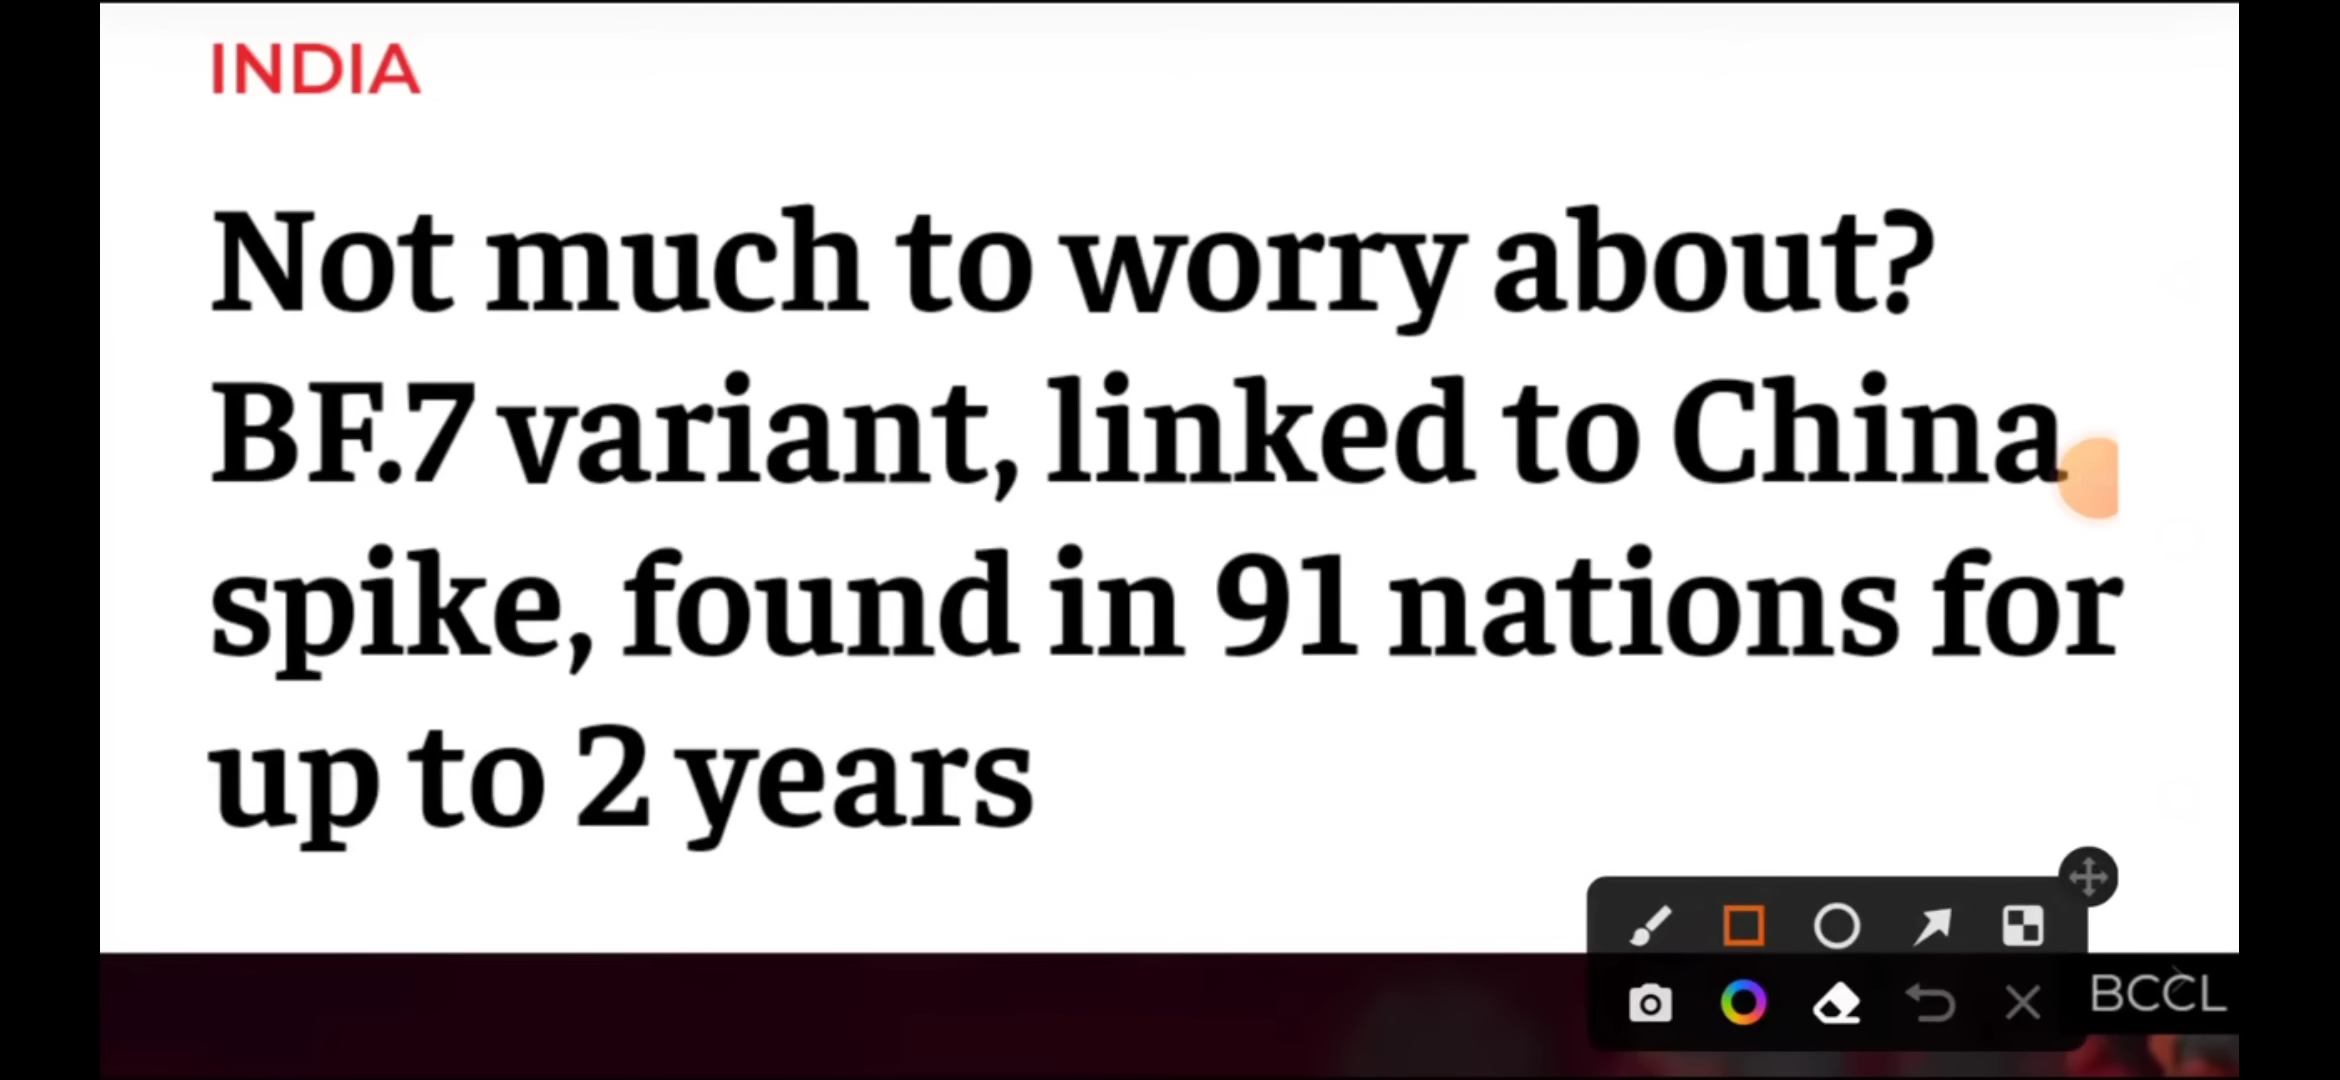 INDIA
Not much to worry about?
BF.7 variant, linked to China
spike, found in 91 nations for
up to 2 years
BCCL